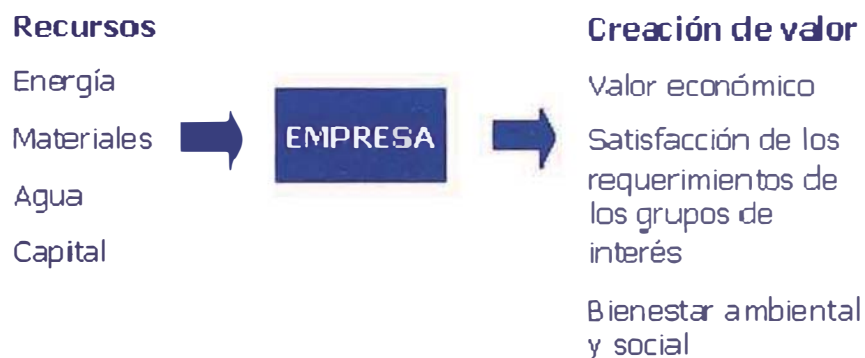 Recursos
Energía
Materiales
Agua
Capital
EMPRESA
Creación de valor
Valor económico
Satisfacción de los
requerimientos de
los grupos de
interés
Bienestar ambiental
y social